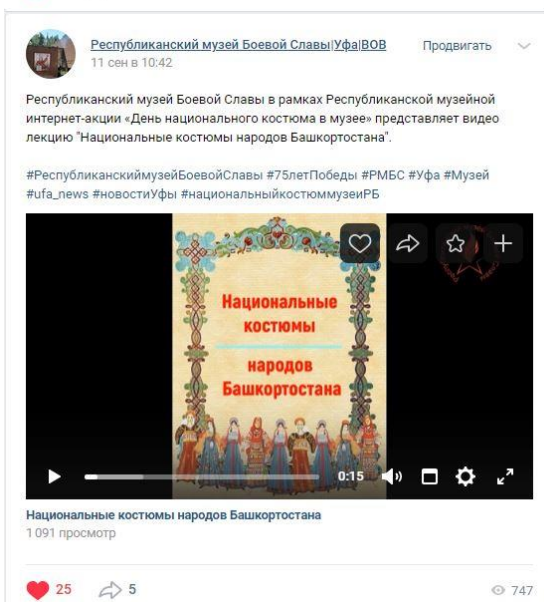 Республиканский музей Боевой Славы|Уфа|ВОВ
Продвигать
11 сен в 10:42
Республиканский музей Боевой Славы в рамках Республиканской музейной
интернет-акции «День национального костюма в музее» представляет видео
лекцию "Национальные костюмы народов Башкортостана".
#РеспубликанскиймузейБоевойСлавы #75летПобеды #РМБС #Уфа #Музей
#ufa_news #новостиУфы #национальныйкостюммузеиРБ
Национальные
костюмы
народов
Башкортостана
0:15
Национальные костюмы народов Башкортостана
1 091 просмотр
25
5
747